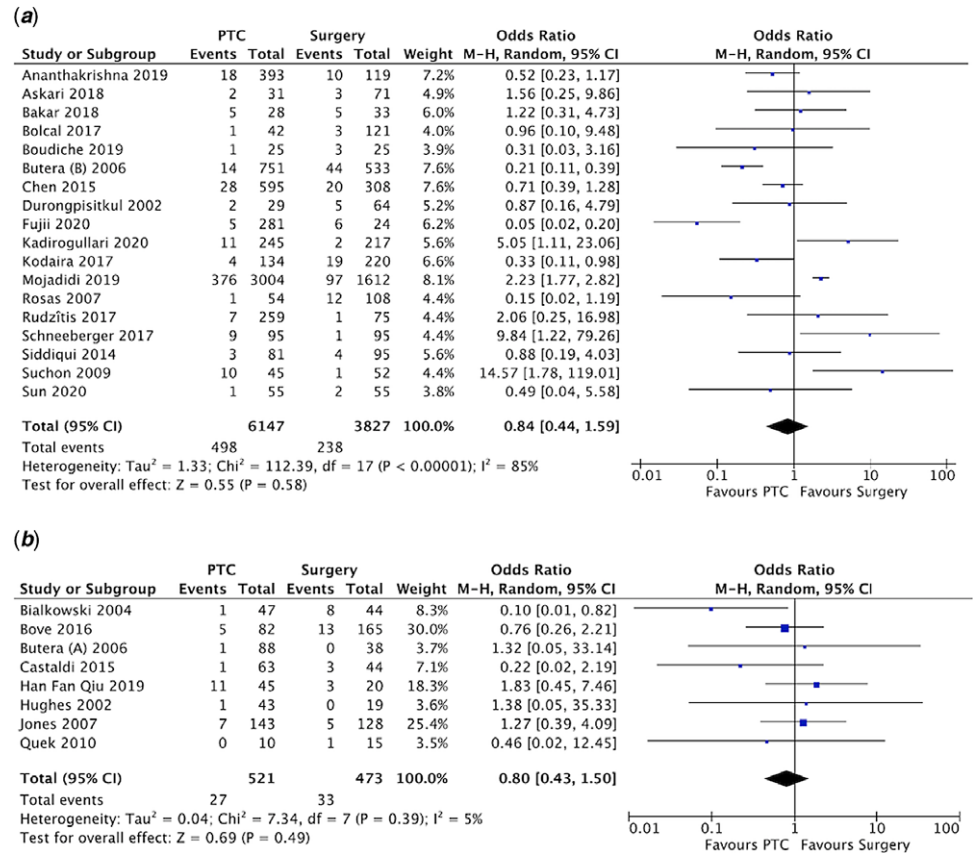 (a)
PTC Surgery Odds Ratio Odds Ratio
Study or Subgroup Events Total Events Total Weight M-H, Random, 95% CI M-H, Random, 95% CI
Ananthakrishna 2019 18 393 10 119 7.2% 0.52 [0.23, 1.17]
Askari 2018 2 31 3 71 4.9% 1.56 [0.25, 9.86]
Bakar 2018 5 28 5 33 6.0% 1.22 [0.31, 4.73]
Bolcal 2017 1 42 3 121 4.0% 0.96 [0.10, 9.48]
Boudiche 2019 1 25 3 25 3.9% 0.31 [0.03, 3.16]
Butera (B) 2006 14 751 44 533 7.6% 0.21 [0.11, 0.39]
Chen 2015 28 595 20 308 7.6% 0.71 [0.39, 1.28]
Durongpisitkul 2002 2 29 5 64 5.2% 0.87 [0.16, 4.79]
Fujii 2020 5 281 6 24 6.2% 0.05 [0.02, 0.20]
Kadirogullari 2020 11 245 2 217 5.6% 5.05 [1.11, 23.06]
Kodaira 2017 4 134 19 220 6.6% 0.33 [0.11, 0.98]
Mojadidi 2019 376 3004 97 1612 8.1% 2.23 [1.77, 2.82]
Rosas 2007 1 54 12 108 4.4% 0.15 [0.02, 1.19]
Rudzîtis 2017 7 259 1 75 4.4% 2.06 [0.25, 16.98]
Schneeberger 2017 9 95 1 95 4.4% 9.84 [1.22, 79.26]
Siddiqui 2014 3 81 4 95 5.6% 0.88 [0.19, 4.03]
Suchon 2009 10 45 1 52 4.4% 14.57 [1.78, 119.01]
Sun 2020 1 55 2 55 3.8% 0.49 [0.04, 5.58]
Total (95% CI) 6147 3827 100.0% 0.84 [0.44, 1.59]
Total events 498 238
Heterogeneity: Tau² = 1.33; Chi² = 112.39, df = 17 (P < 0.00001); I² = 85%
Test for overall effect: Z = 0.55 (P = 0.58)
0.01 0.1 1 10 100
Favours PTC Favours Surgery
(b)
PTC Surgery Odds Ratio Odds Ratio
Study or Subgroup Events Total Events Total Weight M-H, Random, 95% CI M-H, Random, 95% CI
Bialkowski 2004 1 47 8 44 8.3% 0.10 [0.01, 0.82]
Bove 2016 5 82 13 165 30.0% 0.76 [0.26, 2.21]
Butera (A) 2006 1 88 0 38 3.7% 1.32 [0.05, 33.14]
Castaldi 2015 1 63 3 44 7.1% 0.22 [0.02, 2.19]
Han Fan Qiu 2019 11 45 3 20 18.3% 1.83 [0.45, 7.46]
Hughes 2002 1 43 0 19 3.6% 1.38 [0.05, 35.33]
Jones 2007 7 143 5 128 25.4% 1.27 [0.39, 4.09]
Quek 2010 0 10 1 15 3.5% 0.46 [0.02, 12.45]
Total (95% CI) 521 473 100.0% 0.80 [0.43, 1.50]
Total events 27 33
Heterogeneity: Tau² = 0.04; Chi² = 7.34, df = 7 (P = 0.39); I² = 5%
Test for overall effect: Z = 0.69 (P = 0.49)
0.01 0.1 1 10 100
Favours PTC Favours Surgery